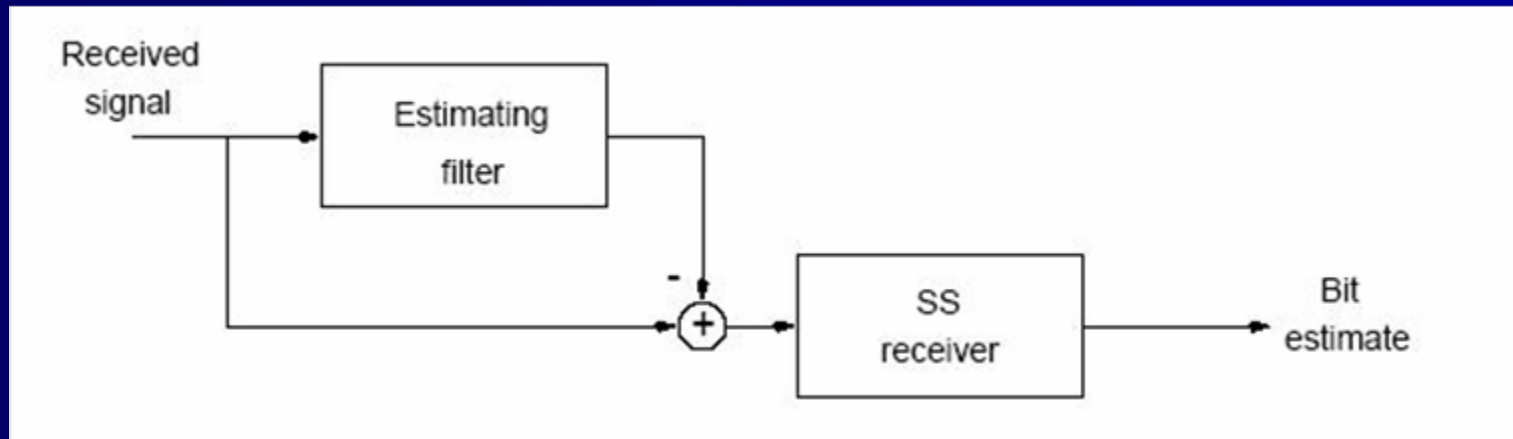 Received
signal
Estimating
filter
-
+
SS
receiver
Bit
estimate